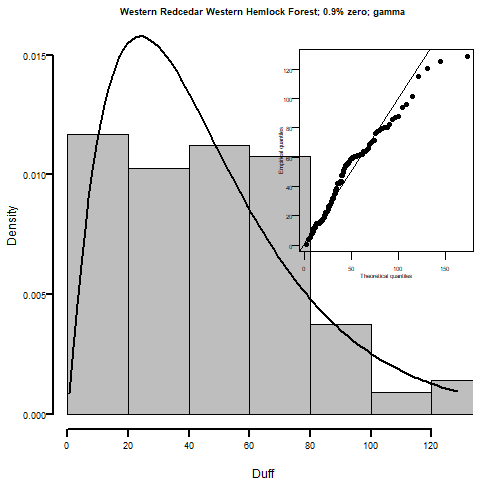 Western Redcedar Western Hemlock Forest; 0.9% zero; gamma
Density
0.015
0.010
0.005
0.000
0 20 40 60 80 100 120
Duff
Empirical quantiles
120
100
80
60
40
20
0
0 50 100 150
Theoretical quantiles